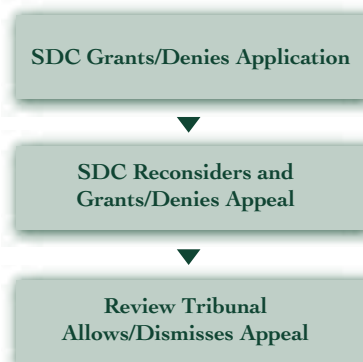 SDC Grants/Denies Application
SDC Reconsiders and
Grants/Denies Appeal
Review Tribunal
Allows/Dismisses Appeal